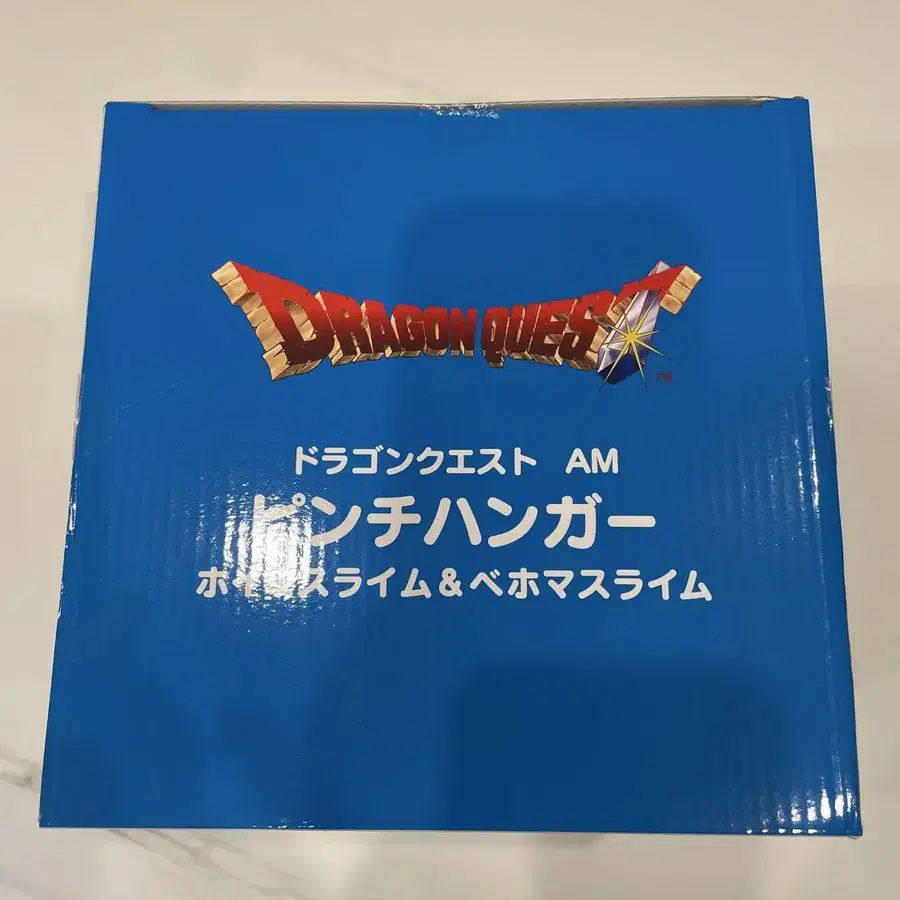 DRAGON QUEST
TM
ドラゴンクエスト AM
ピンチハンガー
ホイミスライム&ベホマスライム